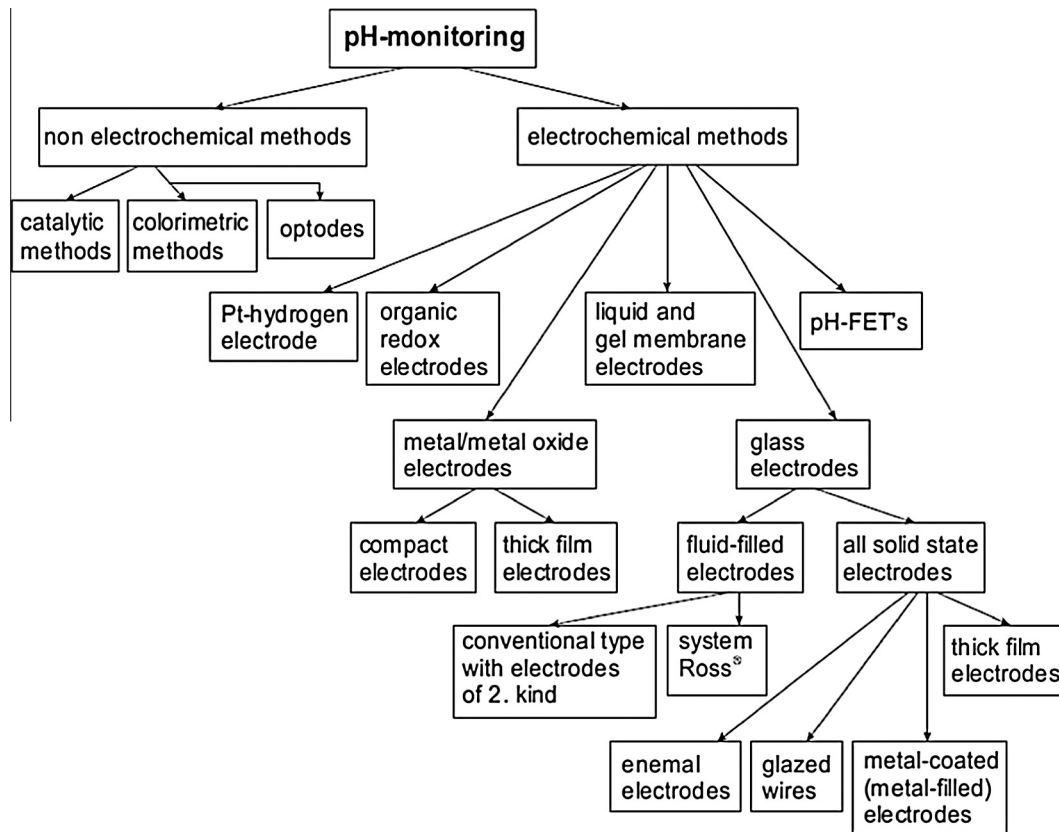 pH-monitoring
non electrochemical methods
electrochemical methods
catalytic
methods
colorimetric
methods
optodes
Pt-hydrogen
electrode
organic
redox
electrodes
liquid and
gel membrane
electrodes
pH-FET's
metal/metal oxide
electrodes
glass
electrodes
compact
electrodes
thick film
electrodes
fluid-filled
electrodes
all solid state
electrodes
conventional type
with electrodes
of 2. kind
system
Ross®
thick film
electrodes
enemal
electrodes
glazed
wires
metal-coated
(metal-filled)
electrodes